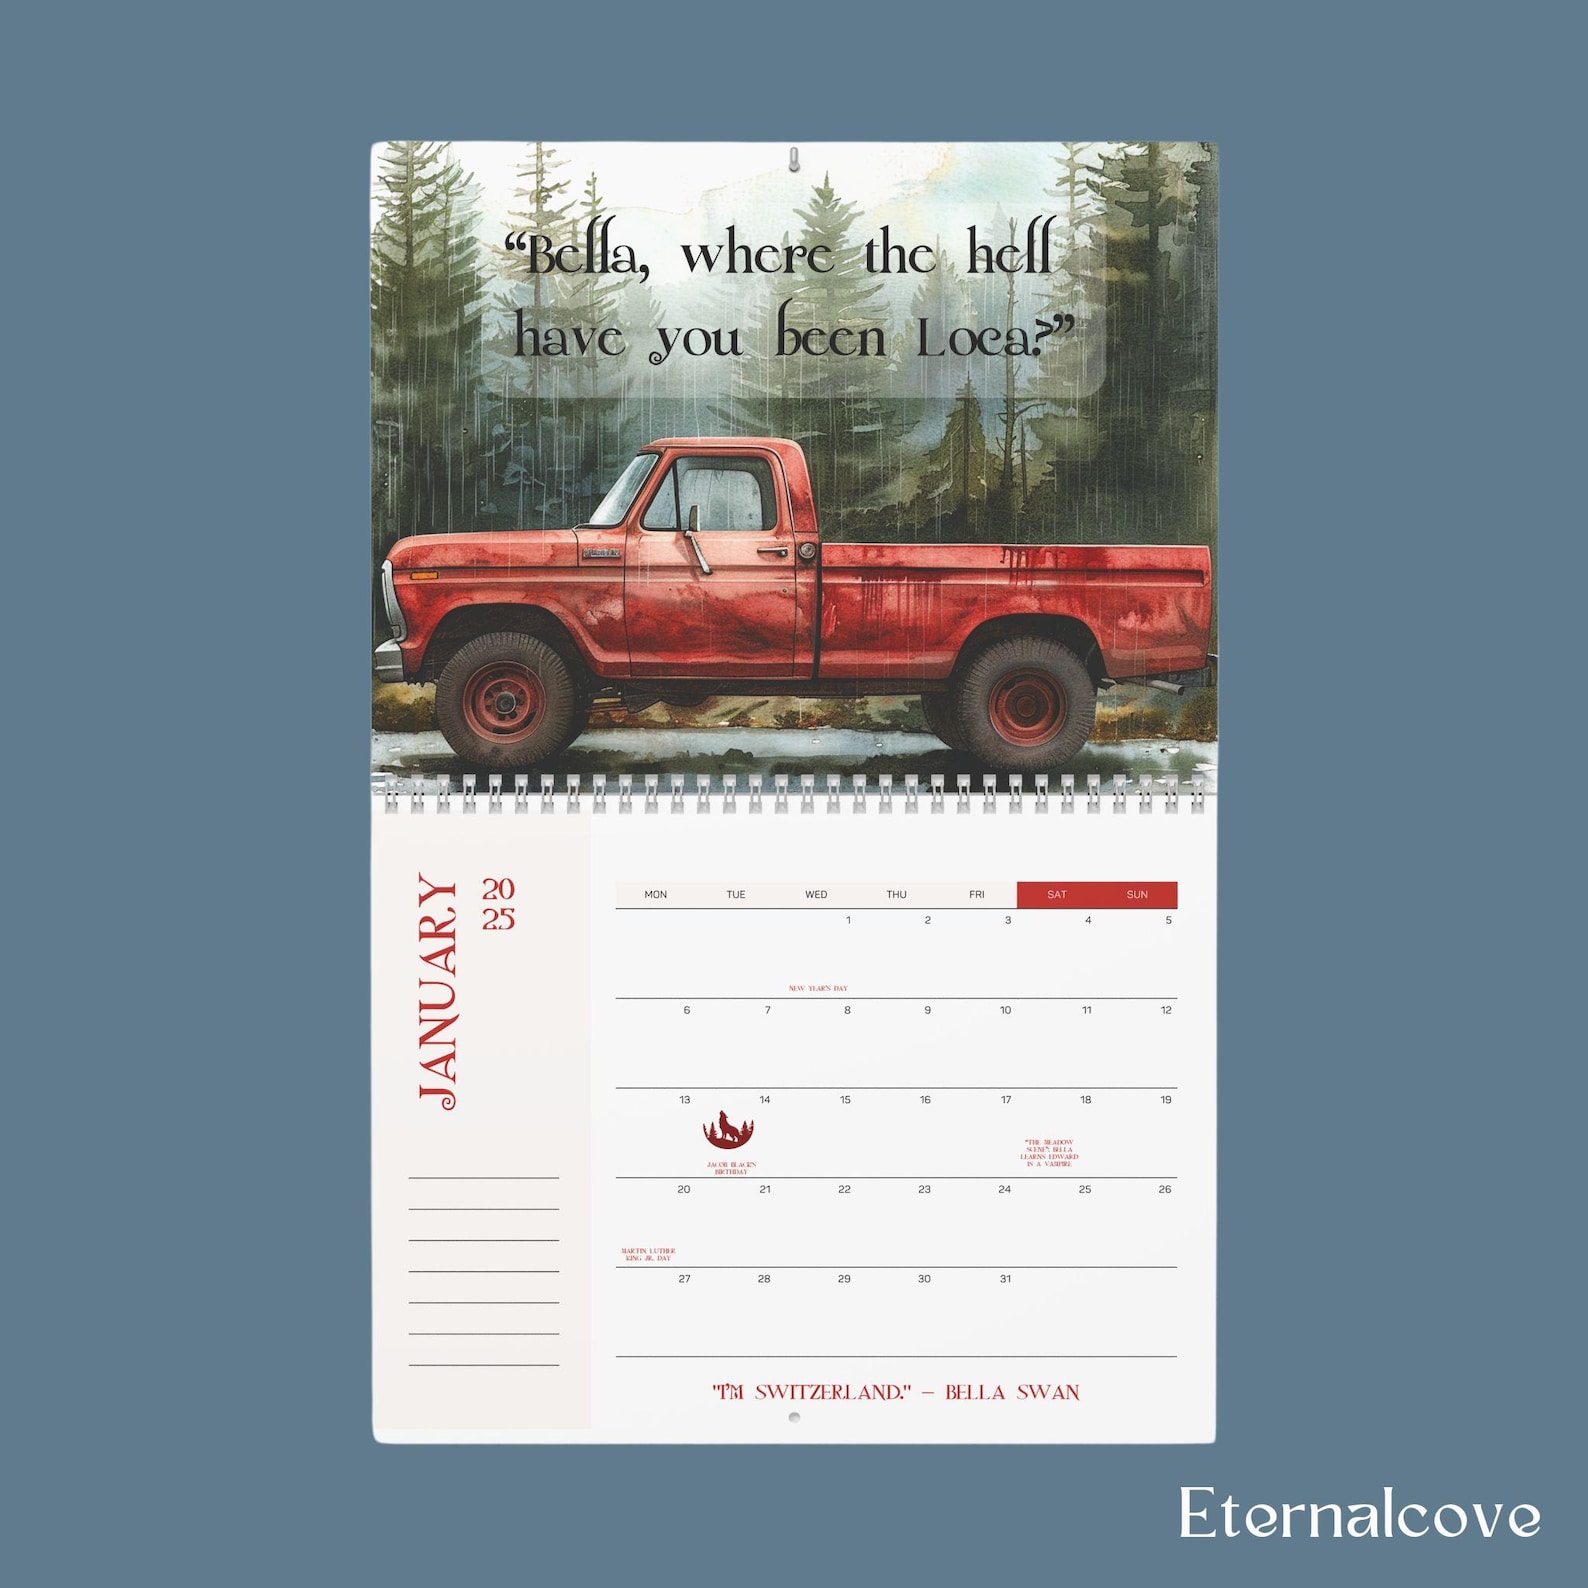 “Bella, where the hell
have you been Loca?”
JANUARY
20
25
MON TUE WED THU FRI SAT SUN
1 2 3 4 5
NEW YEAR'S DAY
6 7 8 9 10 11 12
13 14 15 16 17 18 19
JACOB BLACK'S
BIRTHDAY
"THE MEADOW
SCENE": BELLA
LEARNS EDWARD
IS A VAMPIRE
20 21 22 23 24 25 26
MARTIN LUTHER
KING JR. DAY
27 28 29 30 31
"I'M SWITZERLAND." – BELLA SWAN
Eternalcove